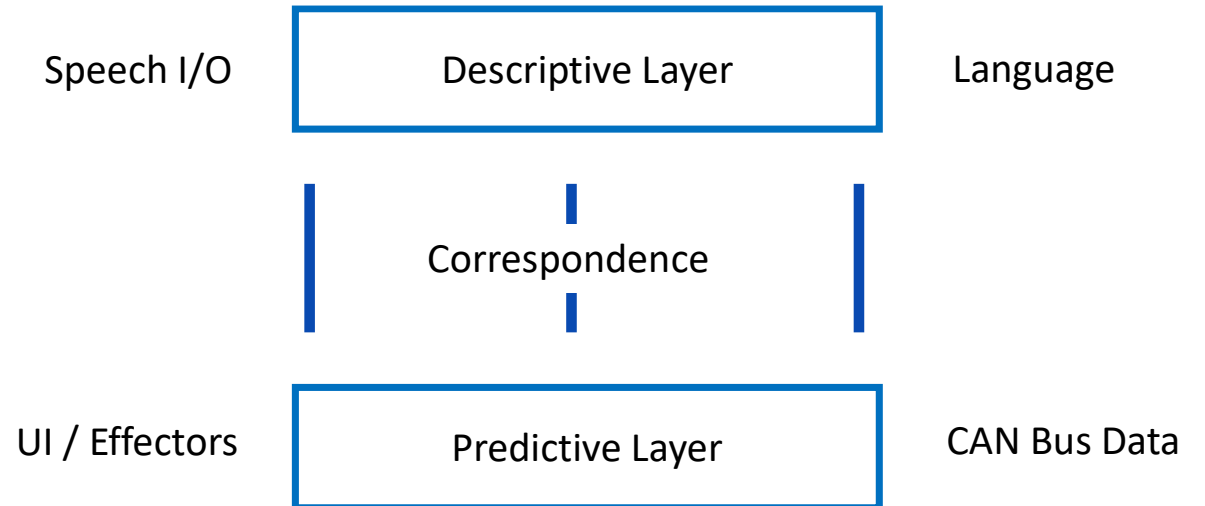 Speech I/O
Descriptive Layer
Language
Correspondence
UI / Effectors
Predictive Layer
CAN Bus Data